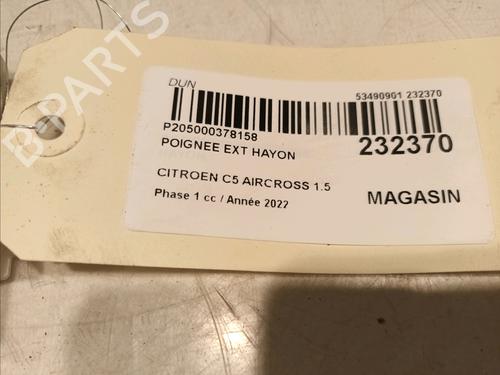 B-PARTS
DUN
53490901 232370
P205000378158
POIGNEE EXT HAYON
232370
CITROEN C5 AIRCROSS 1.5
Phase 1 cc / Année 2022
MAGASIN